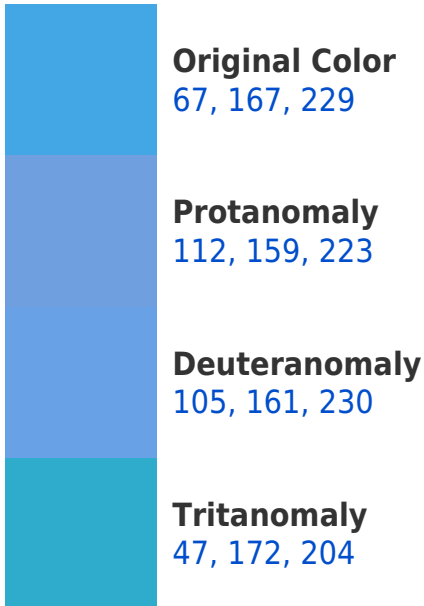 Original Color
67, 167, 229
Protanomaly
112, 159, 223
Deuteranomaly
105, 161, 230
Tritanomaly
47, 172, 204